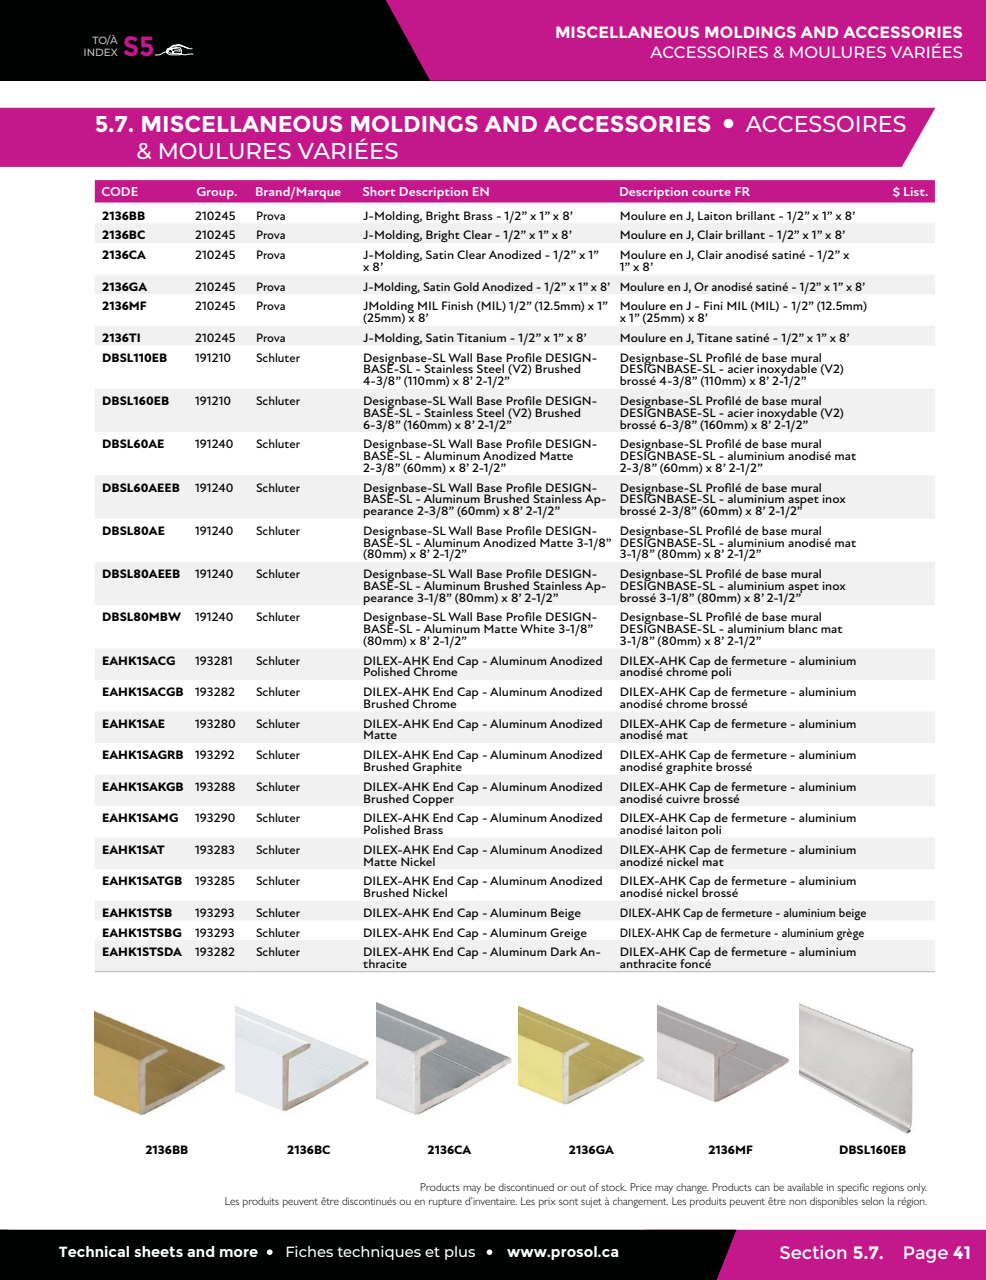 TO/À
INDEX S5
MISCELLANEOUS MOLDINGS AND ACCESSORIES
ACCESSOIRES & MOULURES VARIÉES
5.7. MISCELLANEOUS MOLDINGS AND ACCESSORIES • ACCESSOIRES
& MOULURES VARIÉES
CODE Group. Brand/Marque Short Description EN Description courte FR $ List.
2136BB 210245 Prova J-Molding, Bright Brass - 1/2” x 1” x 8’ Moulure en J, Laiton brillant - 1/2” x 1” x 8’
2136BC 210245 Prova J-Molding, Bright Clear - 1/2” x 1” x 8’ Moulure en J, Clair brillant - 1/2” x 1” x 8’
2136CA 210245 Prova J-Molding, Satin Clear Anodized - 1/2” x 1” Moulure en J, Clair anodisé satiné - 1/2” x
x 8’ 1” x 8’
2136GA 210245 Prova J-Molding, Satin Gold Anodized - 1/2” x 1” x 8’ Moulure en J, Or anodisé satiné - 1/2” x 1” x 8’
2136MF 210245 Prova JMolding MIL Finish (MIL) 1/2” (12.5mm) x 1” Moulure en J - Fini MIL (MIL) - 1/2” (12.5mm)
(25mm) x 8’ x 1” (25mm) x 8’
2136TI 210245 Prova J-Molding, Satin Titanium - 1/2” x 1” x 8’ Moulure en J, Titane satiné - 1/2” x 1” x 8’
DBSL110EB 191210 Schluter Designbase-SL Wall Base Profile DESIGN- Designbase-SL Profilé de base mural
BASE-SL - Stainless Steel (V2) Brushed DESIGNBASE-SL - acier inoxydable (V2)
4-3/8” (110mm) x 8’ 2-1/2” brossé 4-3/8” (110mm) x 8’ 2-1/2”
DBSL160EB 191210 Schluter Designbase-SL Wall Base Profile DESIGN- Designbase-SL Profilé de base mural
BASE-SL - Stainless Steel (V2) Brushed DESIGNBASE-SL - acier inoxydable (V2)
6-3/8” (160mm) x 8’ 2-1/2” brossé 6-3/8” (160mm) x 8’ 2-1/2”
DBSL60AE 191240 Schluter Designbase-SL Wall Base Profile DESIGN- Designbase-SL Profilé de base mural
BASE-SL - Aluminum Anodized Matte DESIGNBASE-SL - aluminium anodisé mat
2-3/8” (60mm) x 8’ 2-1/2” 2-3/8” (60mm) x 8’ 2-1/2”
DBSL60AEEB 191240 Schluter Designbase-SL Wall Base Profile DESIGN- Designbase-SL Profilé de base mural
BASE-SL - Aluminum Brushed Stainless Ap- DESIGNBASE-SL - aluminium aspet inox
pearance 2-3/8” (60mm) x 8’ 2-1/2” brossé 2-3/8” (60mm) x 8’ 2-1/2”
DBSL80AE 191240 Schluter Designbase-SL Wall Base Profile DESIGN- Designbase-SL Profilé de base mural
BASE-SL - Aluminum Anodized Matte 3-1/8” DESIGNBASE-SL - aluminium anodisé mat
(80mm) x 8’ 2-1/2” 3-1/8” (80mm) x 8’ 2-1/2”
DBSL80AEEB 191240 Schluter Designbase-SL Wall Base Profile DESIGN- Designbase-SL Profilé de base mural
BASE-SL - Aluminum Brushed Stainless Ap- DESIGNBASE-SL - aluminium aspet inox
pearance 3-1/8” (80mm) x 8’ 2-1/2” brossé 3-1/8” (80mm) x 8’ 2-1/2”
DBSL80MBW 191240 Schluter Designbase-SL Wall Base Profile DESIGN- Designbase-SL Profilé de base mural
BASE-SL - Aluminum Matte White 3-1/8” DESIGNBASE-SL - aluminium blanc mat
(80mm) x 8’ 2-1/2” 3-1/8” (80mm) x 8’ 2-1/2”
EAHK1SACG 193281 Schluter DILEX-AHK End Cap - Aluminum Anodized DILEX-AHK Cap de fermeture - aluminium
Polished Chrome anodisé chrome poli
EAHK1SACGB 193282 Schluter DILEX-AHK End Cap - Aluminum Anodized DILEX-AHK Cap de fermeture - aluminium
Brushed Chrome anodisé chrome brossé
EAHK1SAE 193280 Schluter DILEX-AHK End Cap - Aluminum Anodized DILEX-AHK Cap de fermeture - aluminium
Matte anodisé mat
EAHK1SAGRB 193292 Schluter DILEX-AHK End Cap - Aluminum Anodized DILEX-AHK Cap de fermeture - aluminium
Brushed Graphite anodisé graphite brossé
EAHK1SAKGB 193288 Schluter DILEX-AHK End Cap - Aluminum Anodized DILEX-AHK Cap de fermeture - aluminium
Brushed Copper anodisé cuivre brossé
EAHK1SAMG 193290 Schluter DILEX-AHK End Cap - Aluminum Anodized DILEX-AHK Cap de fermeture - aluminium
Polished Brass anodisé laiton poli
EAHK1SAT 193283 Schluter DILEX-AHK End Cap - Aluminum Anodized DILEX-AHK Cap de fermeture - aluminium
Matte Nickel anodizé nickel mat
EAHK1SATGB 193285 Schluter DILEX-AHK End Cap - Aluminum Anodized DILEX-AHK Cap de fermeture - aluminium
Brushed Nickel anodisé nickel brossé
EAHK1STSB 193293 Schluter DILEX-AHK End Cap - Aluminum Beige DILEX-AHK Cap de fermeture - aluminium beige
EAHK1STSBG 193293 Schluter DILEX-AHK End Cap - Aluminum Greige DILEX-AHK Cap de fermeture - aluminium grège
EAHK1STSDA 193282 Schluter DILEX-AHK End Cap - Aluminum Dark An- DILEX-AHK Cap de fermeture - aluminium
thracite anthracite foncé
2136BB 2136BC 2136CA 2136GA 2136MF DBSL160EB
Products may be discontinued or out of stock. Price may change. Products can be available in specific regions only.
Les produits peuvent être discontinués ou en rupture d’inventaire. Les prix sont sujet à changement. Les produits peuvent être non disponibles selon la région.
Technical sheets and more • Fiches techniques et plus • www.prosol.ca
Section 5.7. Page 41